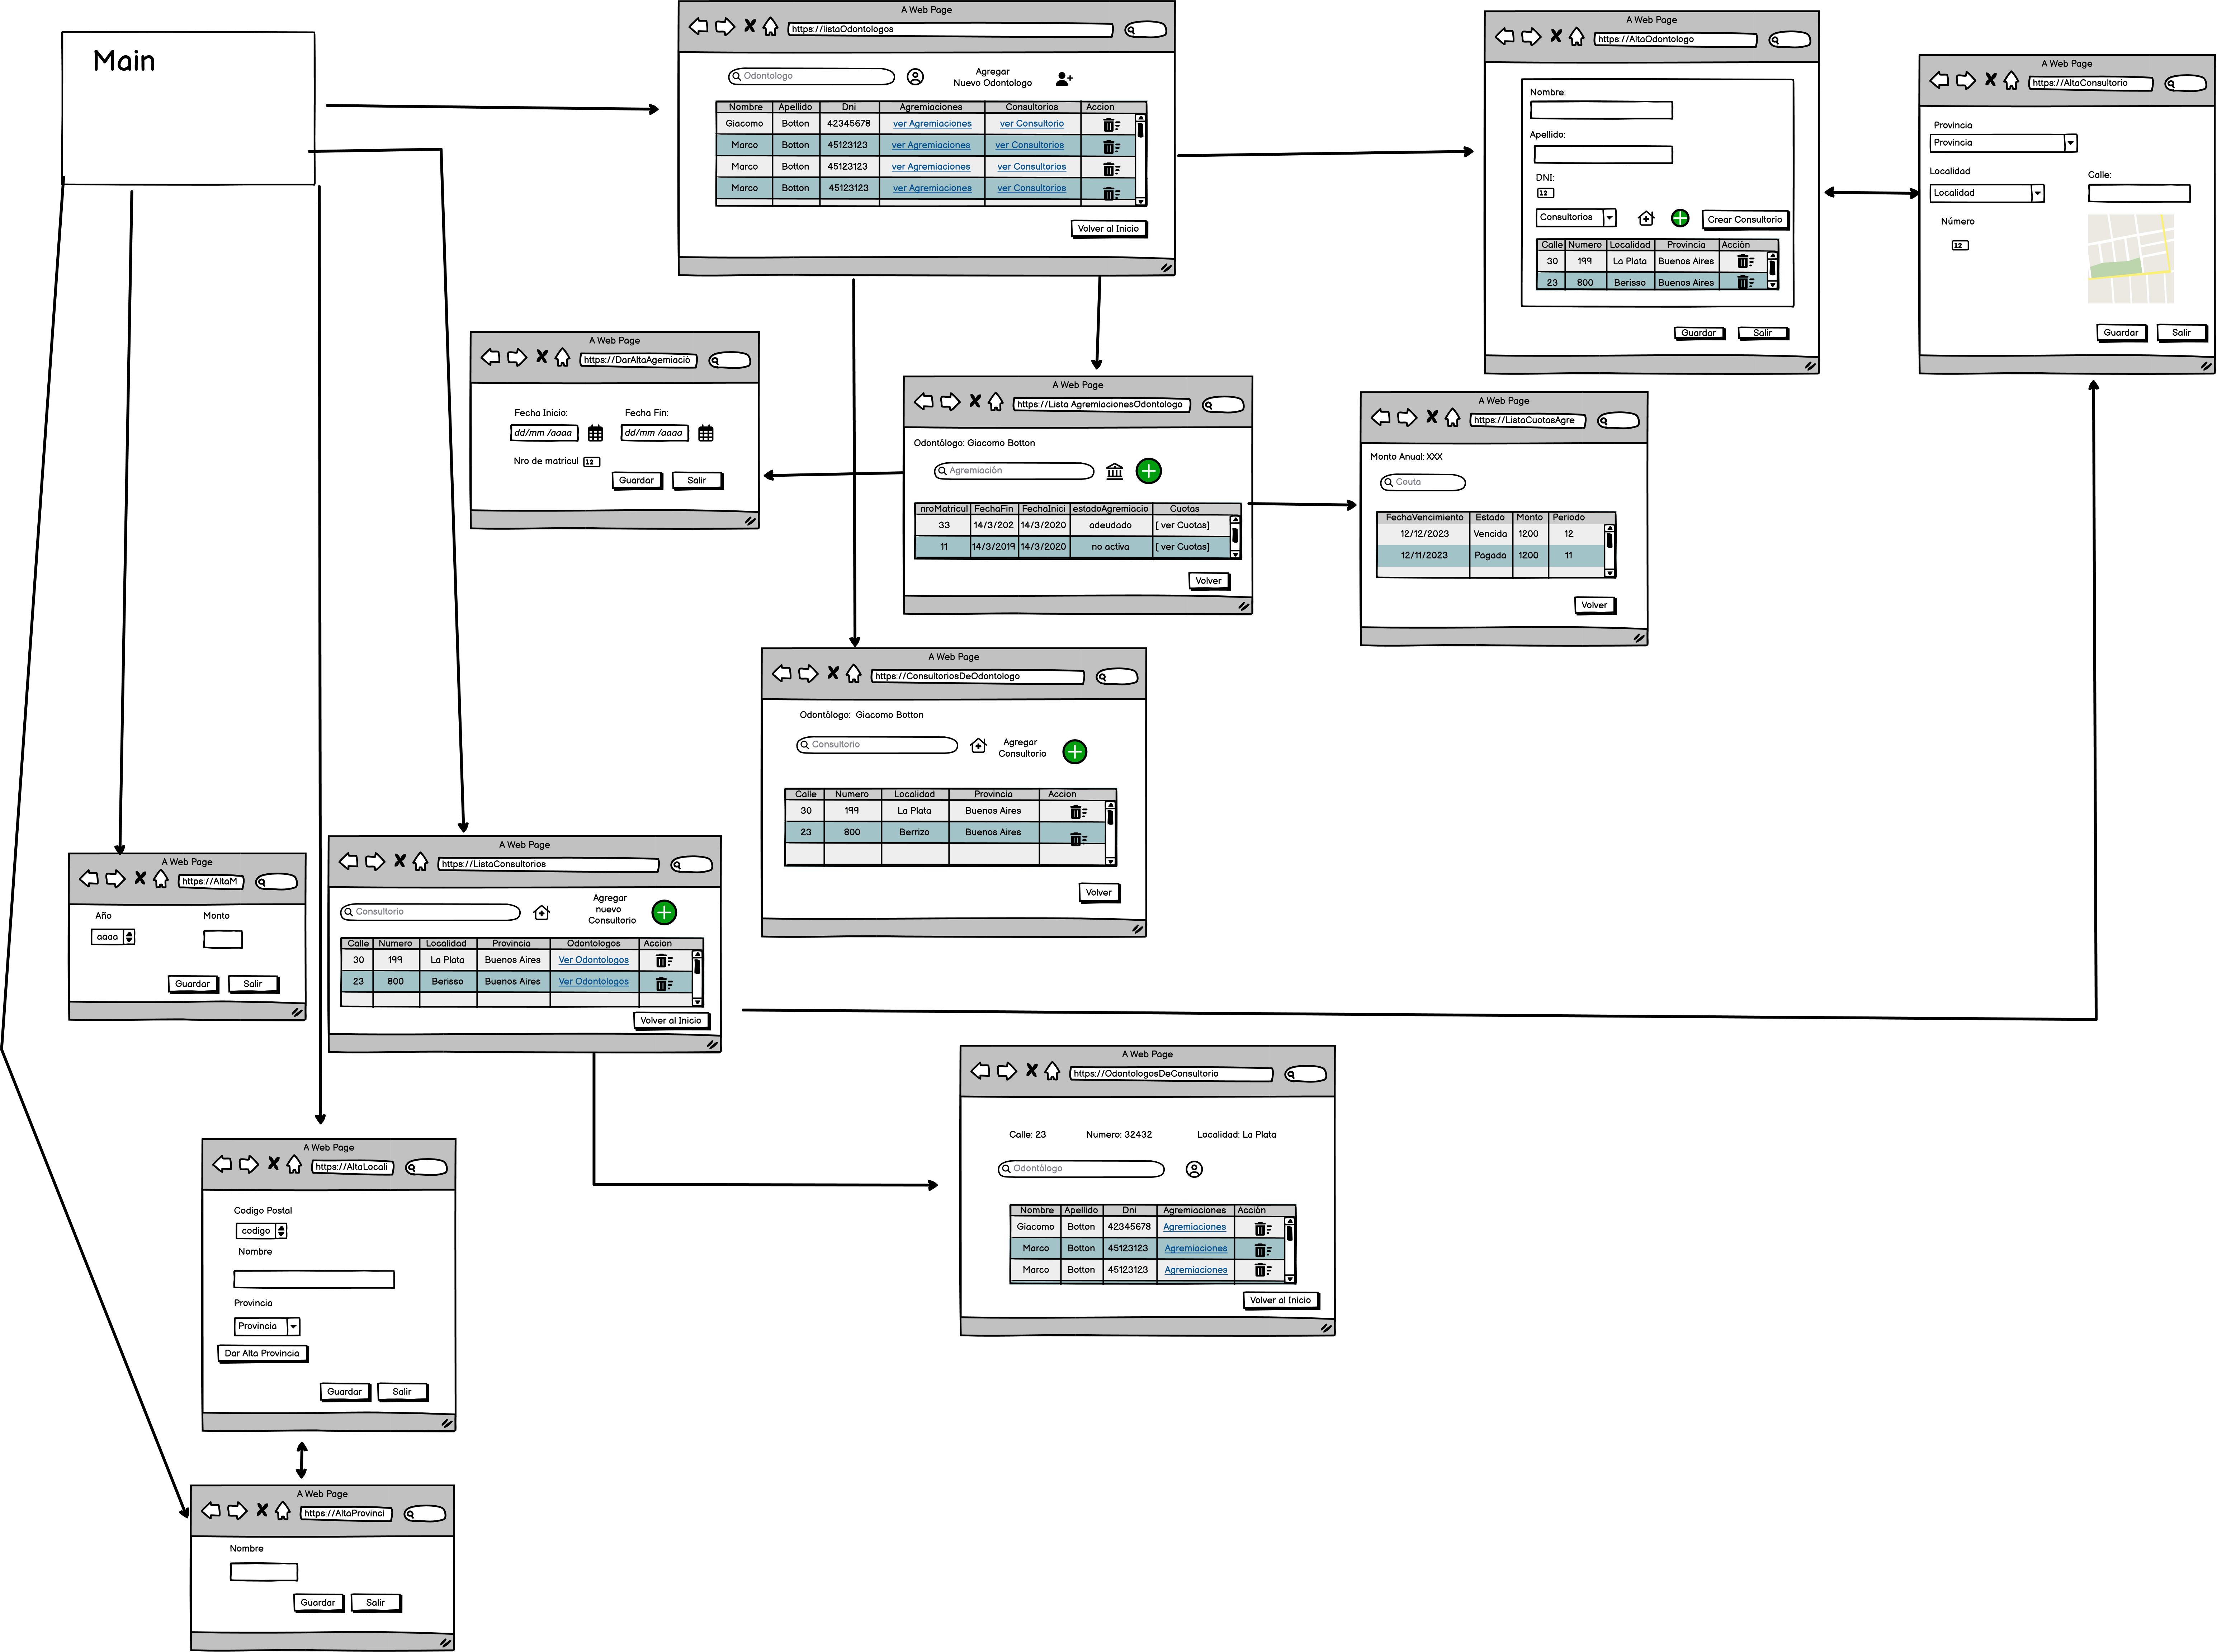 Main
A Web Page
https://listaOdontologos
Odontologo
Agregar
Nuevo Odontologo
Nombre Apellido Dni Agremiaciones Consultorios Accion
Giacomo Botton 42345678 ver Agremiaciones ver Consultorio
Marco Botton 45123123 ver Agremiaciones ver Consultorios
Marco Botton 45123123 ver Agremiaciones ver Consultorios
Marco Botton 45123123 ver Agremiaciones ver Consultorios
Volver al Inicio
A Web Page
https://AltaOdontologo
Nombre:
Apellido:
DNI:
12
Consultorios Crear Consultorio
Calle Numero Localidad Provincia Acción
30 199 La Plata Buenos Aires
23 800 Berisso Buenos Aires
Guardar Salir
A Web Page
https://AltaConsultorio
Provincia
Provincia
Localidad Calle:
Localidad
Número
12
Guardar Salir
A Web Page
https://DarAltaAgemiació
Fecha Inicio: Fecha Fin:
dd/mm /aaaa dd/mm /aaaa
Nro de matricul 12
Guardar Salir
A Web Page
https://Lista AgremiacionesOdontologo
Odontólogo: Giacomo Botton
Agremiación
nroMatricul FechaFin FechaInici estadoAgremiacio Cuotas
33 14/3/202 14/3/2020 adeudado [ ver Cuotas]
11 14/3/2019 14/3/2020 no activa [ ver Cuotas]
Volver
A Web Page
https://ListaCuotasAgre
Monto Anual: XXX
Couta
FechaVencimiento Estado Monto Periodo
12/12/2023 Vencida 1200 12
12/11/2023 Pagada 1200 11
Volver
A Web Page
https://ConsultoriosDeOdontologo
Odontólogo: Giacomo Botton
Consultorio
Agregar
Consultorio
Calle Numero Localidad Provincia Accion
30 199 La Plata Buenos Aires
23 800 Berrizo Buenos Aires
Volver
A Web Page
https://AltaM
Año Monto
aaaa
Guardar Salir
A Web Page
https://ListaConsultorios
Consultorio
Agregar
nuevo
Consultorio
Calle Numero Localidad Provincia Odontologos Accion
30 199 La Plata Buenos Aires Ver Odontologos
23 800 Berisso Buenos Aires Ver Odontologos
Volver al Inicio
A Web Page
https://OdontologosDeConsultorio
Calle: 23 Numero: 32432 Localidad: La Plata
Odontólogo
Nombre Apellido Dni Agremiaciones Acción
Giacomo Botton 42345678 Agremiaciones
Marco Botton 45123123 Agremiaciones
Marco Botton 45123123 Agremiaciones
Volver al Inicio
A Web Page
https://AltaLocali
Codigo Postal
codigo
Nombre
Provincia
Provincia
Dar Alta Provincia
Guardar Salir
A Web Page
https://AltaProvinci
Nombre
Guardar Salir